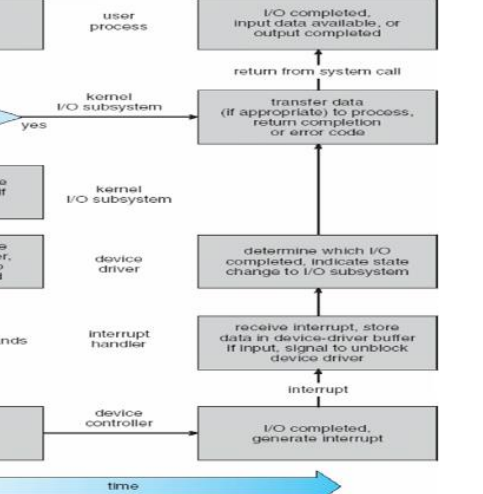 user
process
I/O completed,
input data available, or
output completed
return from system call
kernel
I/O subsystem
yes
transfer data
(if appropriate) to process,
return completion
or error code
kernel
I/O subsystem
device
driver
determine which I/O
completed, indicate state
change to I/O subsystem
interrupt
handler
receive interrupt, store
data in device-driver buffer
if input, signal to unblock
device driver
interrupt
device
controller
I/O completed,
generate interrupt
time